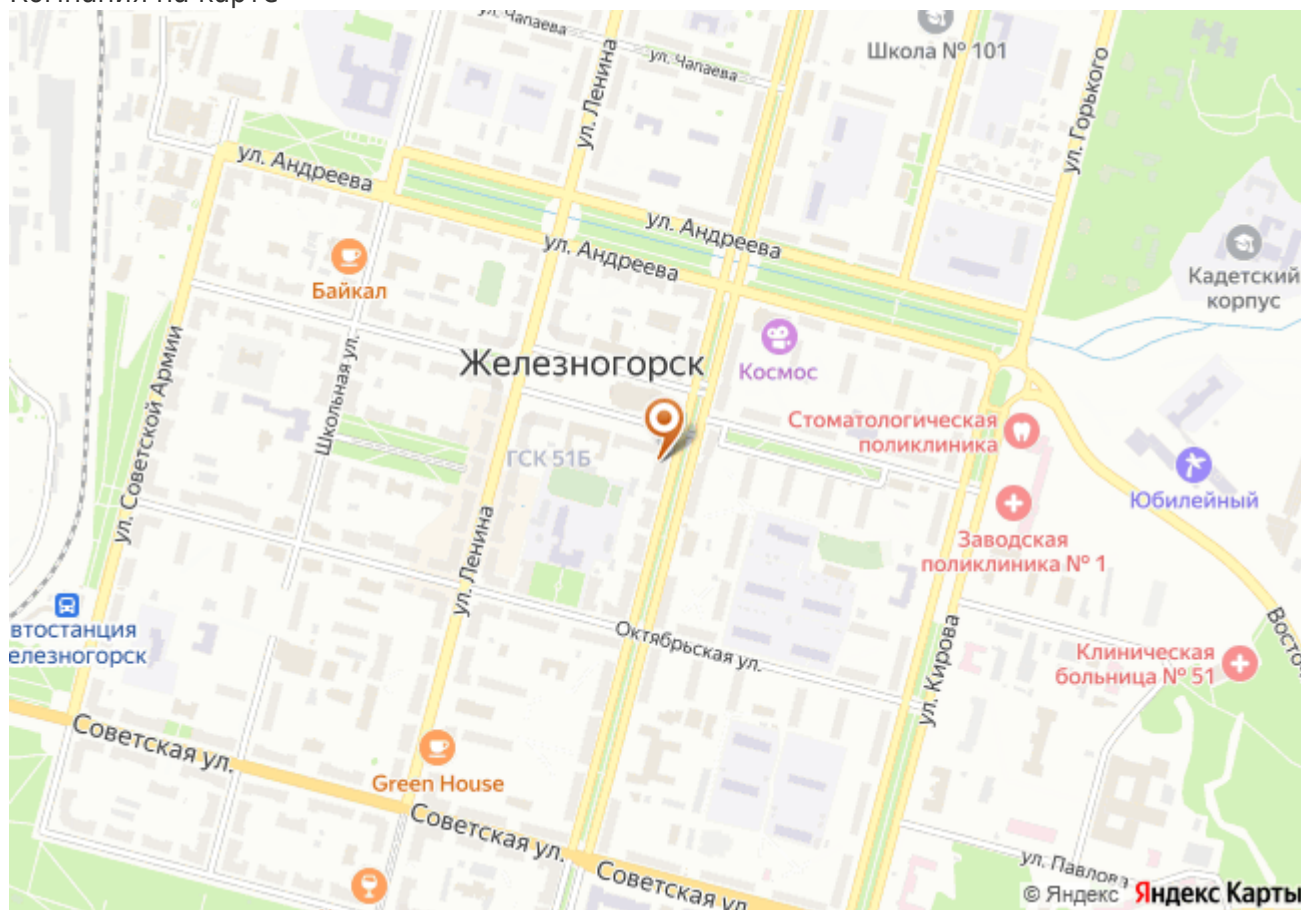 Компания на карте
ул. Чапаева
ул. Чапаева
ул. Ленина
Школа № 101
ул. Горького
ул. Андреева
ул. Андреева
ул. Андреева
Байкал
Кадетский
корпус
Железногорск
Космос
ул. Советской Армии
Школьная ул.
Стоматологическая
поликлиника
ГСК 51Б
Юбилейный
Заводская
поликлиника № 1
ул. Ленина
втостанция
елезногорск
Октябрьская ул.
ул. Кирова
Восто
Клиническая
больница № 51
Советская ул.
Green House
Советская ул.
Советская ул
ул. Павлова
© Яндекс Яндекс Карты